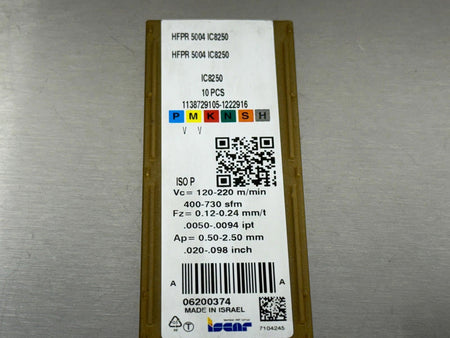 HFPR 5004 IC8250
HFPR 5004 IC8250
IC8250
10 PCS
1138729105-1222916
P M K N S H
V V
ISO P
Vc= 120-220 m/min
400-730 sfm
Fz= 0.12-0.24 mm/t
.0050-.0094 ipt
Ap= 0.50-2.50 mm
.020-.098 inch
A A
06200374
MADE IN ISRAEL
iscar
7104245